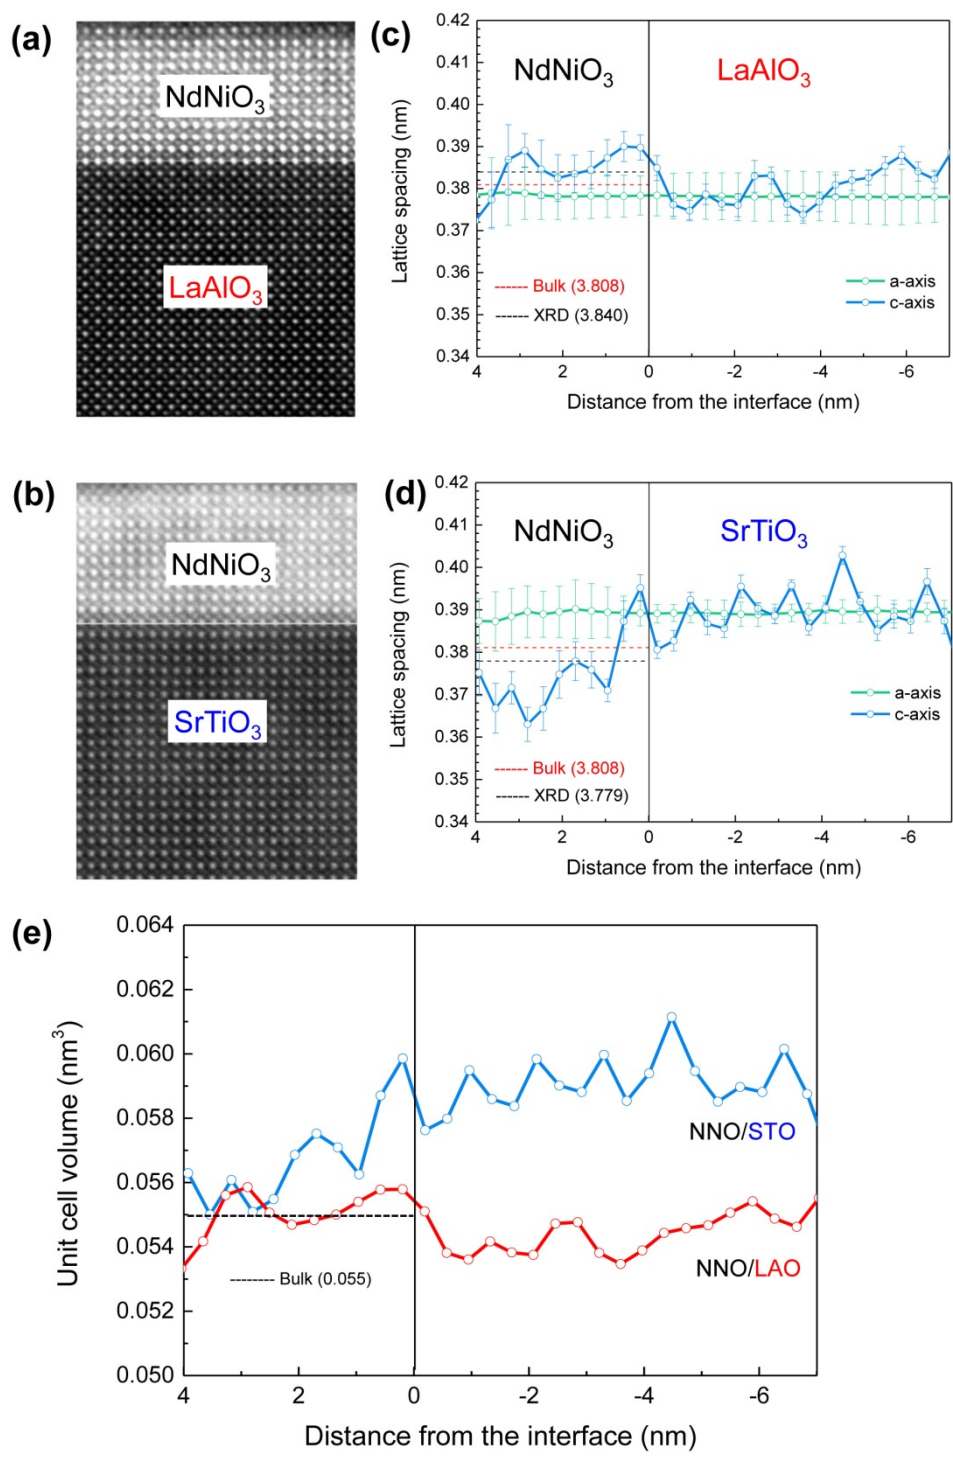 (a)
NdNiO3
LaAlO3
(c)
0.42
0.41
0.40
0.39
0.38
0.37
0.36
0.35
0.34
Lattice spacing (nm)
NdNiO3
LaAlO3
Bulk (3.808)
XRD (3.840)
a-axis
c-axis
4
2
0
-2
-4
-6
Distance from the interface (nm)
(b)
NdNiO3
SrTiO3
(d)
0.42
0.41
0.40
0.39
0.38
0.37
0.36
0.35
0.34
Lattice spacing (nm)
NdNiO3
SrTiO3
a-axis
c-axis
Bulk (3.808)
XRD (3.779)
4
2
0
-2
-4
-6
Distance from the interface (nm)
(e)
0.064
0.062
0.060
0.058
0.056
0.054
0.052
0.050
Unit cell volume (nm3)
NNO/STO
NNO/LAO
Bulk (0.055)
4
2
0
-2
-4
-6
Distance from the interface (nm)